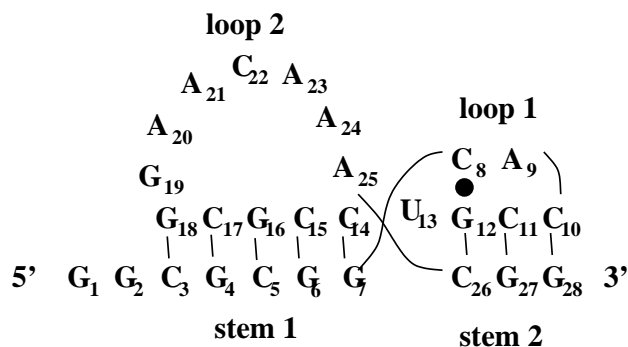 loop 2
C22
A21 A23
A20 A24
loop 1
G19 A25 C8 A9
G18 C17 G16 C15 C14 U13 G12 C11 C10
5’ G1 G2 C3 G4 C5 G6 G7 C26 G27 G28 3’
stem 1 stem 2